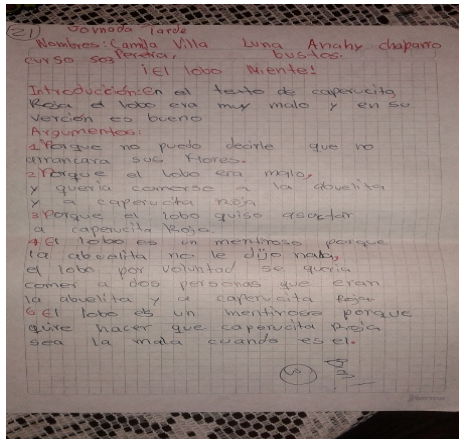 21) Jornada Tarde
Nombres: Camila Villa Luna Anahy chaparro
curso 502 Pereira, bustos.
¡El lobo Miente!
Introducción: En el texto de caperucita
Roja el lobo era muy malo y en su
verción es bueno
Argumentos:
1 Porque no pudo decirle que no
arrancara sus flores.
2 Porque el lobo era malo,
y quería comerse a la abuelita
y a caperucita roja
3 Porque el lobo quiso asustar
a caperucita Roja.
4 El lobo es un mentiroso porque
la abuelita no le dijo nada,
el lobo por voluntad se quería
comer a dos personas que eran
la abuelita y a caperucita Roja.
6 El lobo es un mentiroso porque
quire hacer que caperucita Roja
sea la mala cuando es el.